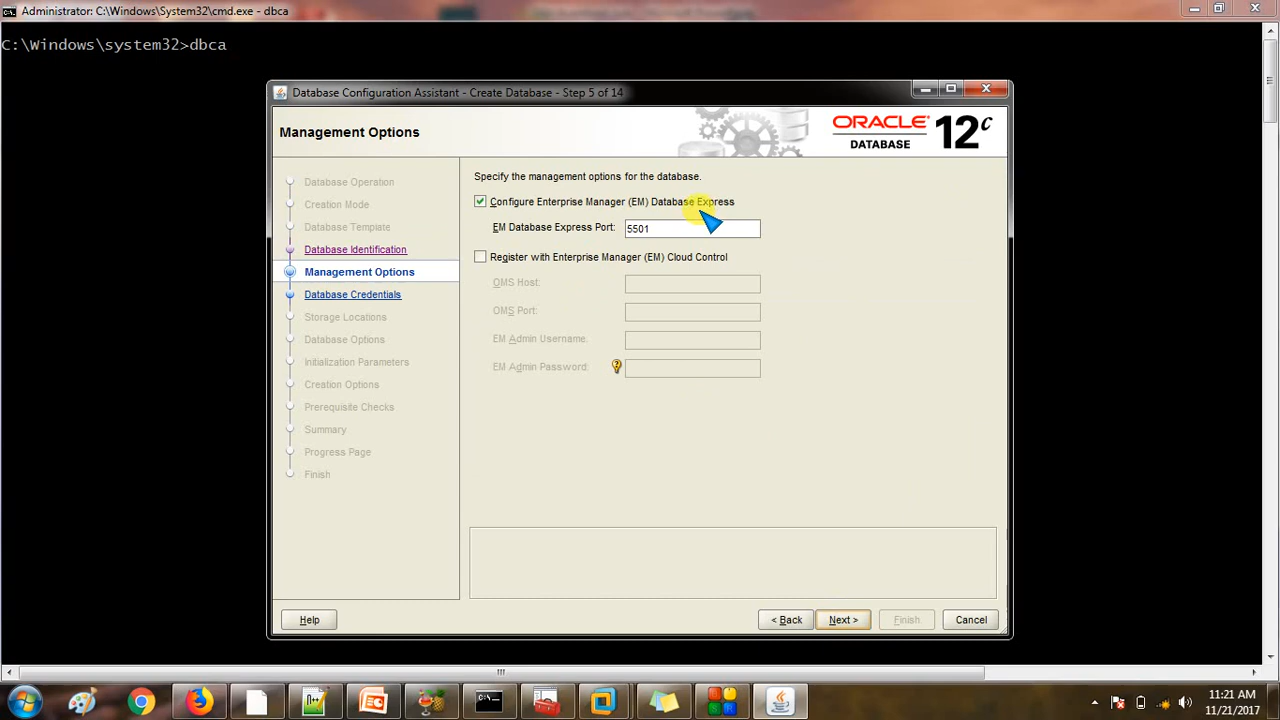 Administrator: C:\Windows\System32\cmd.exe - dbca
C:\Windows\system32>dbca
Database Configuration Assistant - Create Database - Step 5 of 14
Management Options
ORACLE
DATABASE
12c
Database Operation
Creation Mode
Database Template
Database Identification
Management Options
Database Credentials
Storage Locations
Database Options
Initialization Parameters
Creation Options
Prerequisite Checks
Summary
Progress Page
Finish
Specify the management options for the database.
Configure Enterprise Manager (EM) Database Express
EM Database Express Port: 5501
Register with Enterprise Manager (EM) Cloud Control
OMS Host:
OMS Port:
EM Admin Username.
EM Admin Password:
Help
< Back
Next >
Finish
Cancel
11:21 AM
11/21/2017